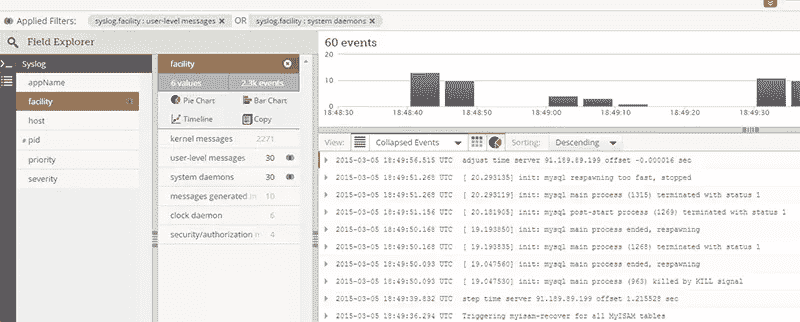 Applied Filters: syslog.facility : user-level messages × OR syslog.facility : system daemons ×
Field Explorer
Syslog
appName
facility
host
# pid
priority
severity
facility
6 values 2.3k events
Pie Chart Bar Chart
Timeline Copy
kernel messages 2271
user-level messages 30
system daemons 30
messages generated in 10
clock daemon 6
security/authorization m 4
60 events
20
10
0
18:48:30 18:48:40 18:48:50 18:49:00 18:49:10 18:49:20 18:49:30
View: Collapsed Events Sorting: Descending
2015-03-05 18:49:56.515 UTC adjust time server 91.189.89.199 offset -0.000016 sec
2015-03-05 18:49:51.268 UTC [ 20.293135] init: mysql respawning too fast, stopped
2015-03-05 18:49:51.268 UTC [ 20.293119] init: mysql main process (1315) terminated with status 1
2015-03-05 18:49:51.156 UTC [ 20.181905] init: mysql post-start process (1269) terminated with status 1
2015-03-05 18:49:50.168 UTC [ 19.193850] init: mysql main process ended, respawning
2015-03-05 18:49:50.168 UTC [ 19.193835] init: mysql main process (1268) terminated with status 1
2015-03-05 18:49:50.093 UTC [ 19.047560] init: mysql main process ended, respawning
2015-03-05 18:49:50.093 UTC [ 19.047560] init: mysql main process (963) killed by KILL signal
2015-03-05 18:49:39.832 UTC step time server 91.189.89.199 offset 1.215528 sec
2015-03-05 18:49:36.294 UTC Triggering myisam-recover for all MyISAM tables